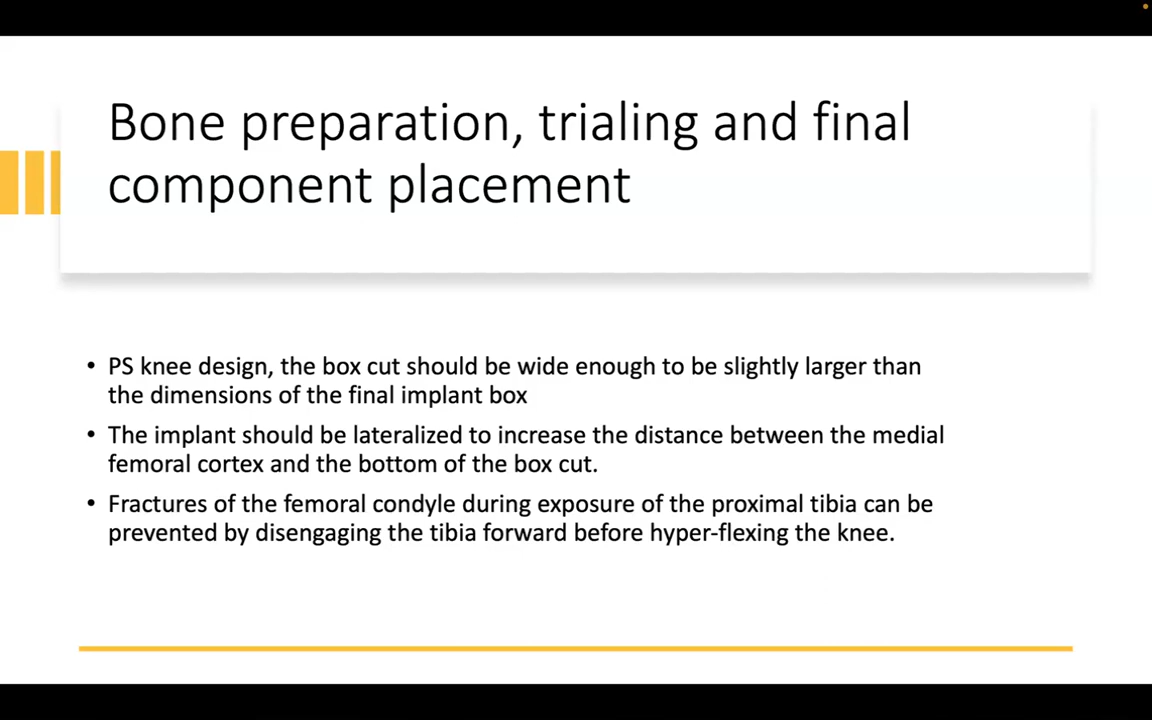 Bone preparation, trialing and final
component placement
• PS knee design, the box cut should be wide enough to be slightly larger than
the dimensions of the final implant box
• The implant should be lateralized to increase the distance between the medial
femoral cortex and the bottom of the box cut.
• Fractures of the femoral condyle during exposure of the proximal tibia can be
prevented by disengaging the tibia forward before hyper-flexing the knee.